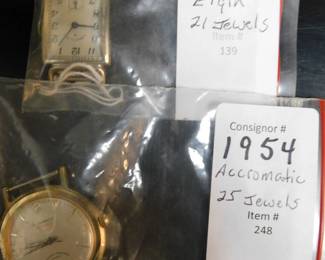 Elgin
21 Jewels
Item #
139
Consignor #
1954
Accromatic
25 Jewels
Item #
248